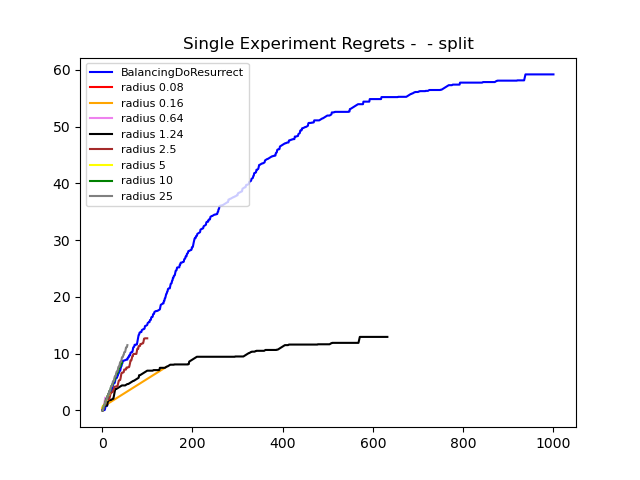 Single Experiment Regrets -  - split
60
50
40
30
20
10
0
BalancingDoResurrect
radius 0.08
radius 0.16
radius 0.64
radius 1.24
radius 2.5
radius 5
radius 10
radius 25
0 200 400 600 800 1000